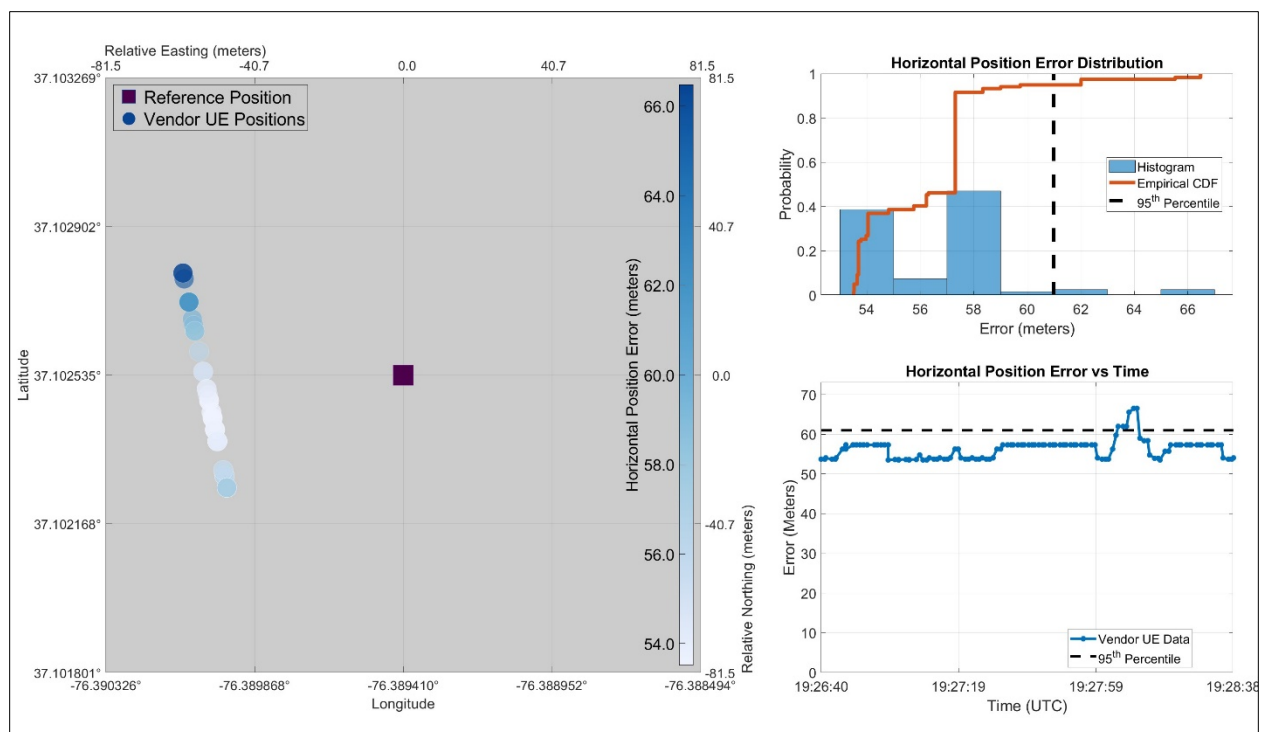 Relative Easting (meters)
-81.5 -40.7 0.0 40.7 81.5
37.103269°
37.102902°
37.102535°
37.102168°
37.101801°
Latitude
Reference Position
Vendor UE Positions
-76.390326° -76.389868° -76.389410° -76.388952° -76.388494°
Longitude
Horizontal Position Error (meters)
66.0
64.0
62.0
60.0
58.0
56.0
54.0
81.5
40.7
0.0
-40.7
-81.5
Relative Northing (meters)
Horizontal Position Error Distribution
Probability
1
0.8
0.6
0.4
0.2
0
Histogram
Empirical CDF
95th Percentile
54 56 58 60 62 64 66
Error (meters)
Horizontal Position Error vs Time
Error (Meters)
70
60
50
40
30
20
10
0
Vendor UE Data
95th Percentile
19:26:40 19:27:19 19:27:59 19:28:38
Time (UTC)